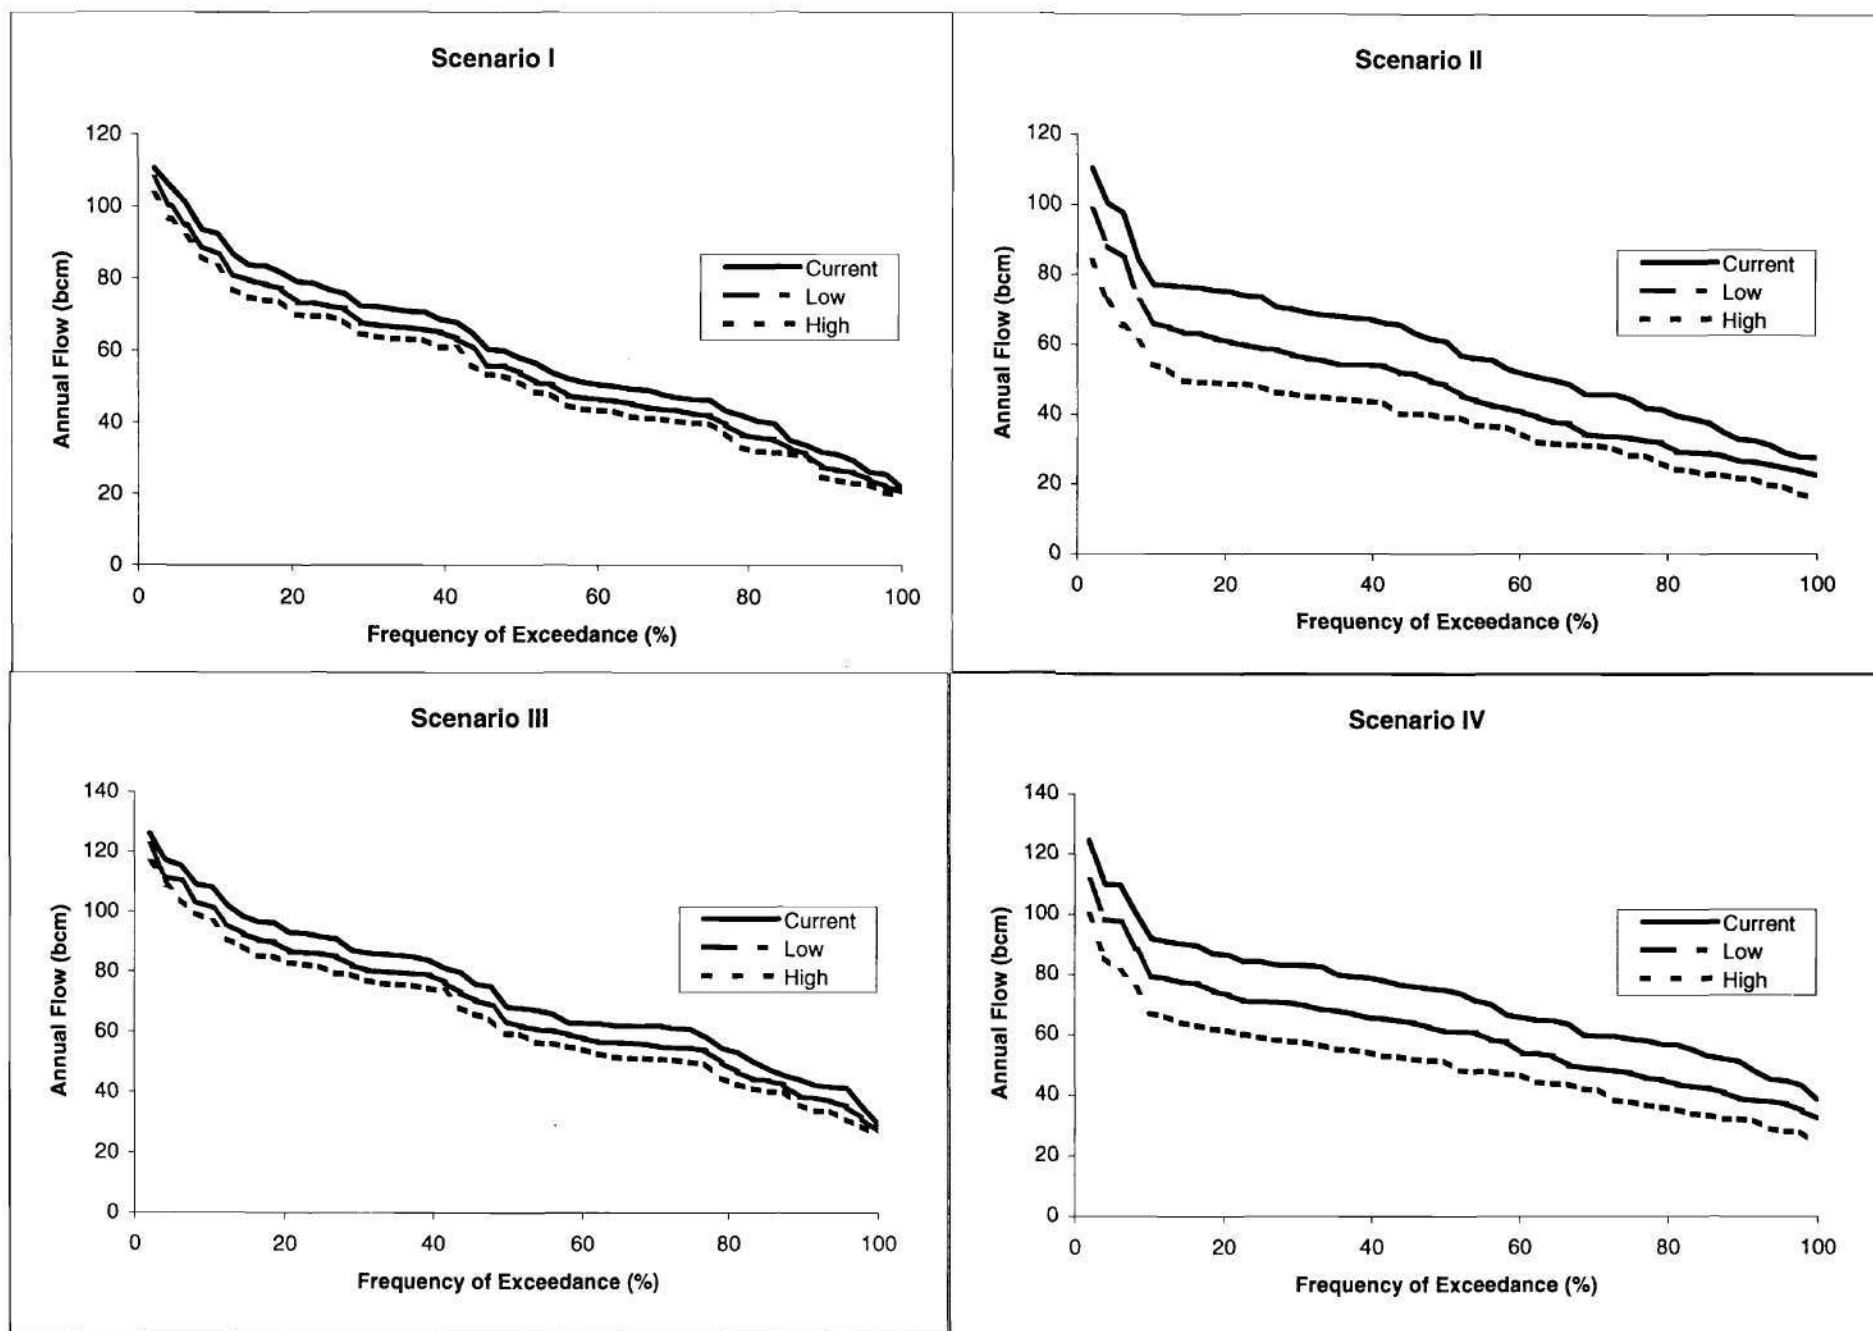 Scenario I
120
100
80
60
40
20
0
Annual Flow (bcm)
Current
Low
High
0 20 40 60 80 100
Frequency of Exceedance (%)
Scenario II
120
100
80
60
40
20
0
Annual Flow (bcm)
Current
Low
High
0 20 40 60 80 100
Frequency of Exceedance (%)
Scenario III
140
120
100
80
60
40
20
0
Annual Flow (bcm)
Current
Low
High
0 20 40 60 80 100
Frequency of Exceedance (%)
Scenario IV
140
120
100
80
60
40
20
0
Annual Flow (bcm)
Current
Low
High
0 20 40 60 80 100
Frequency of Exceedance (%)